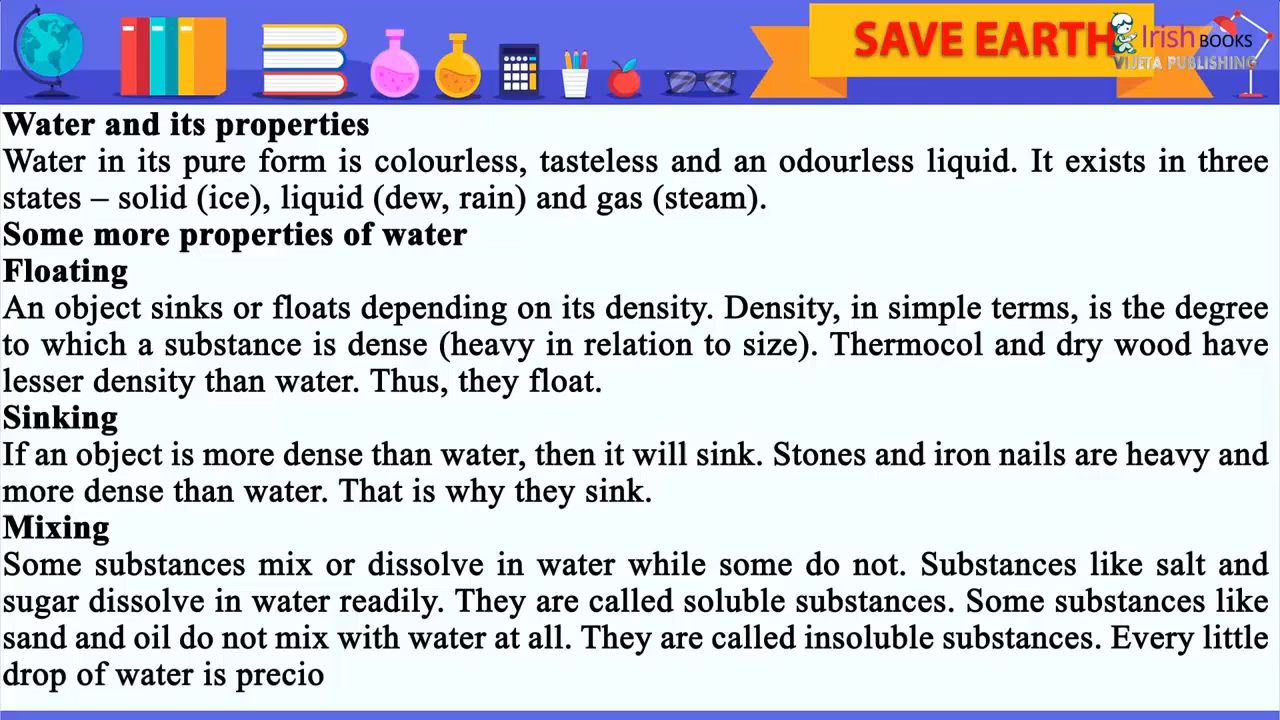 SAVE EARTH
Irish BOOKS
VIJETA PUBLISHING
Water and its properties
Water in its pure form is colourless, tasteless and an odourless liquid. It exists in three
states – solid (ice), liquid (dew, rain) and gas (steam).
Some more properties of water
Floating
An object sinks or floats depending on its density. Density, in simple terms, is the degree
to which a substance is dense (heavy in relation to size). Thermocol and dry wood have
lesser density than water. Thus, they float.
Sinking
If an object is more dense than water, then it will sink. Stones and iron nails are heavy and
more dense than water. That is why they sink.
Mixing
Some substances mix or dissolve in water while some do not. Substances like salt and
sugar dissolve in water readily. They are called soluble substances. Some substances like
sand and oil do not mix with water at all. They are called insoluble substances. Every little
drop of water is precio